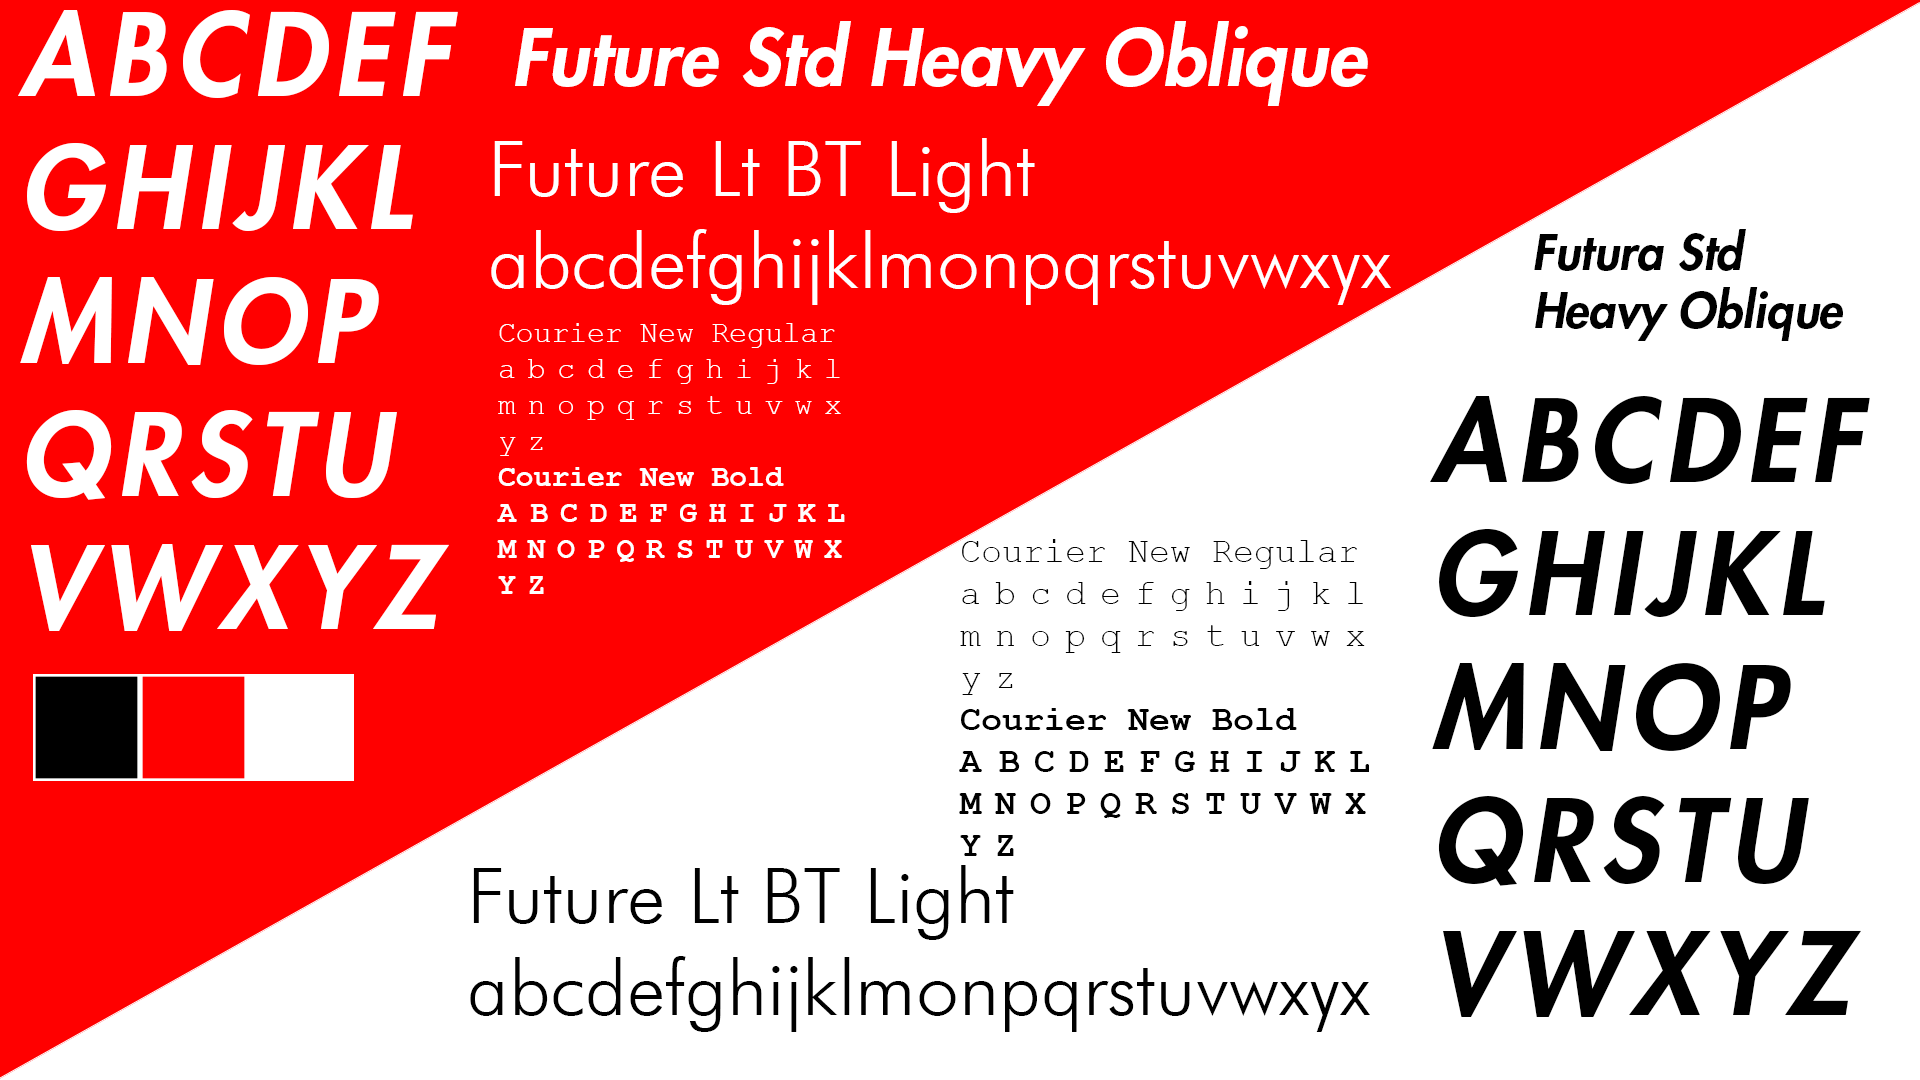 ABCDEF
GHIJKL
MNOP
QRSTU
VWXYZ
Future Std Heavy Oblique
Future Lt BT Light
abcdefghijklmonpqrstuvwxyx
Courier New Regular
a b c d e f g h i j k l
m n o p q r s t u v w x
y z
Courier New Bold
A B C D E F G H I J K L
M N O P Q R S T U V W X
Y Z
Courier New Regular
a b c d e f g h i j k l
m n o p q r s t u v w x
y z
Courier New Bold
A B C D E F G H I J K L
M N O P Q R S T U V W X
Y Z
Future Lt BT Light
abcdefghijklmonpqrstuvwxyx
Futura Std
Heavy Oblique
ABCDEF
GHIJKL
MNOP
QRSTU
VWXYZ